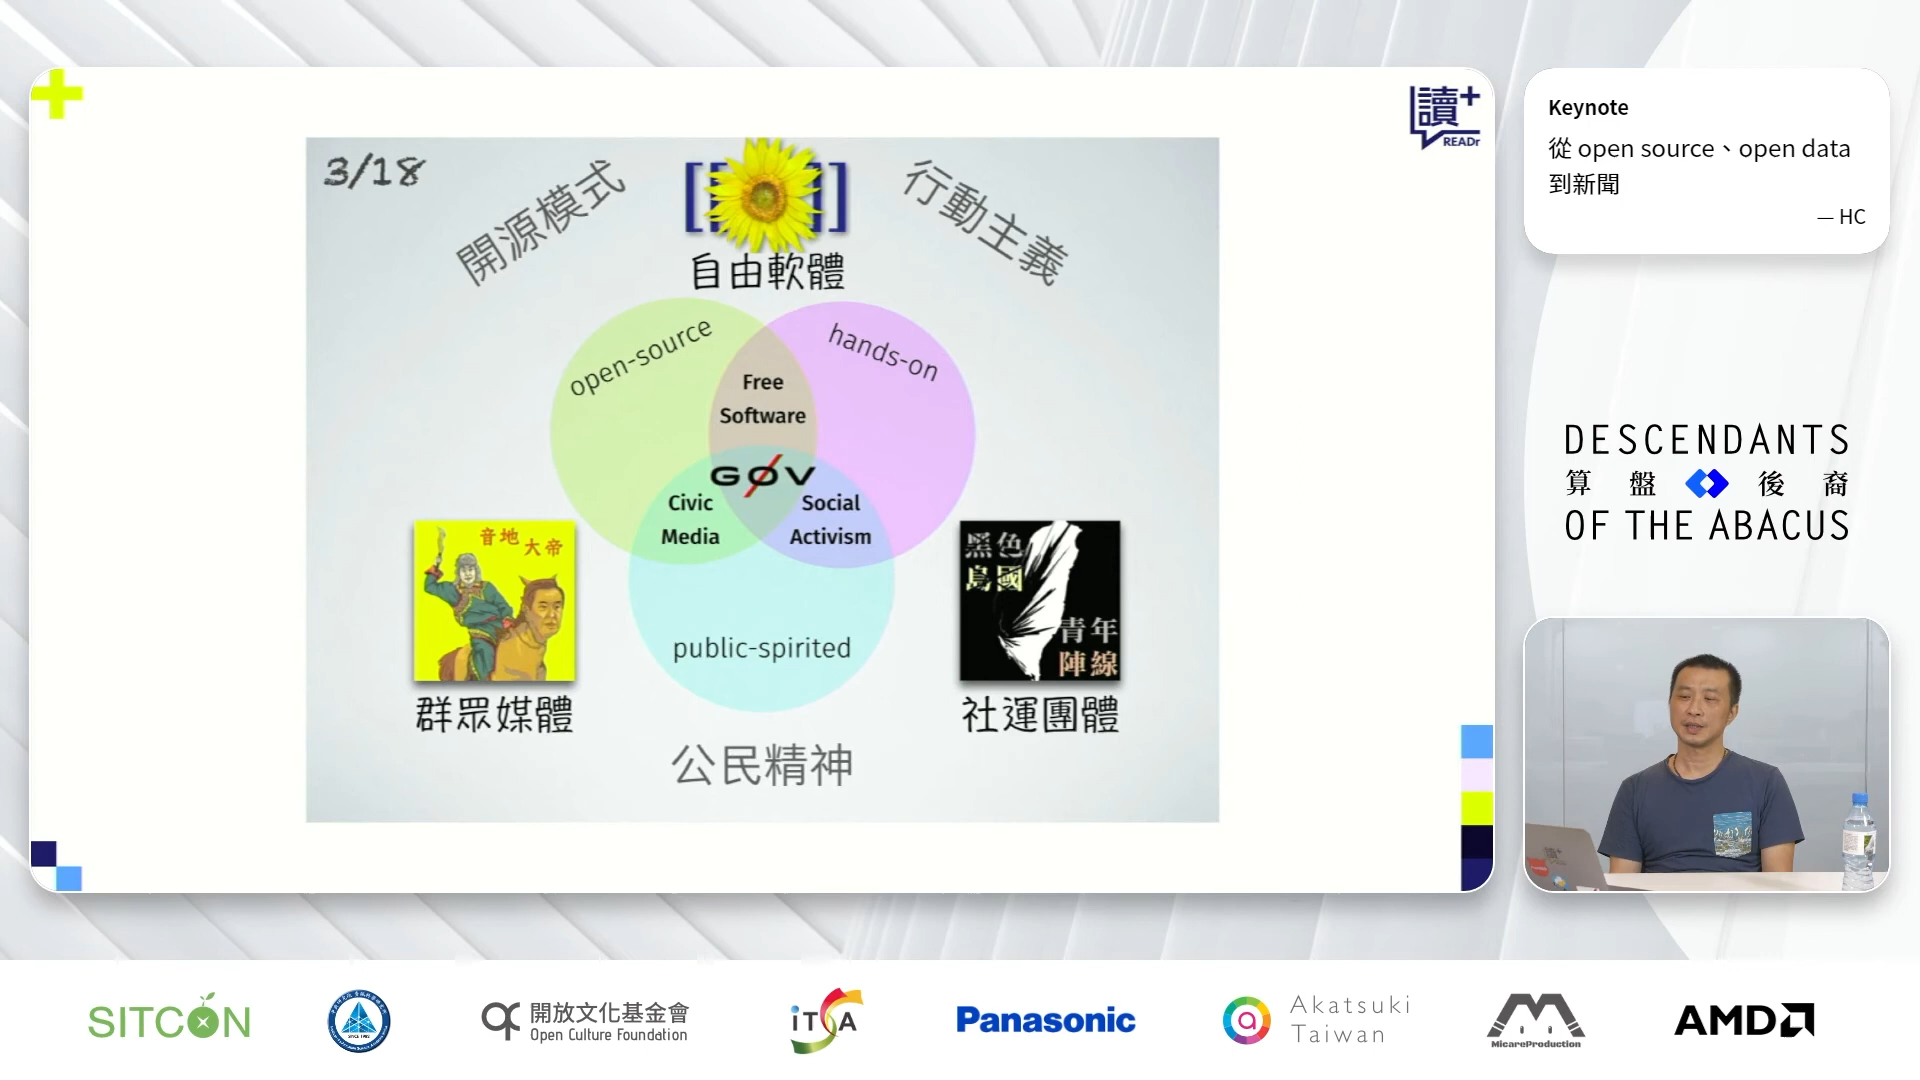 讀+
READr
3/18
開源模式
行動主義
[ ]
自由軟體
open-source
hands-on
Free
Software
GØV
Civic
Media
Social
Activism
public-spirited
音地
大帝
黑色
島國
青年
陣線
群眾媒體
社運團體
公民精神
Keynote
從 open source、open data
到新聞
— HC
DESCENDANTS
算盤後裔
OF THE ABACUS
SITCON
開放文化基金會
Open Culture Foundation
iTSA
Panasonic
Akatsuki
Taiwan
MicareProduction
AMD